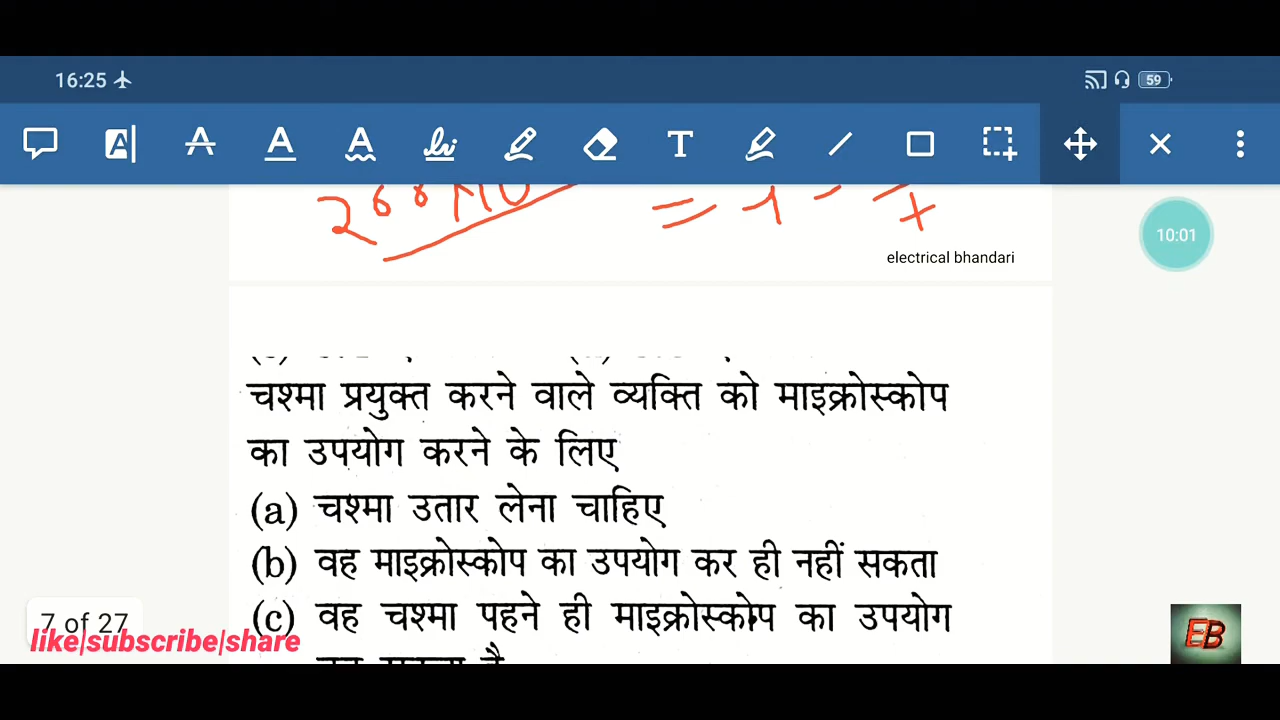 16:25
59
10:01
electrical bhandari
चश्मा प्रयुक्त करने वाले व्यक्ति को माइक्रोस्कोप
का उपयोग करने के लिए
(a) चश्मा उतार लेना चाहिए
(b) वह माइक्रोस्कोप का उपयोग कर ही नहीं सकता
(c) वह चश्मा पहने ही माइक्रोस्कोप का उपयोग
7 of 27
like|subscribe|share
EB